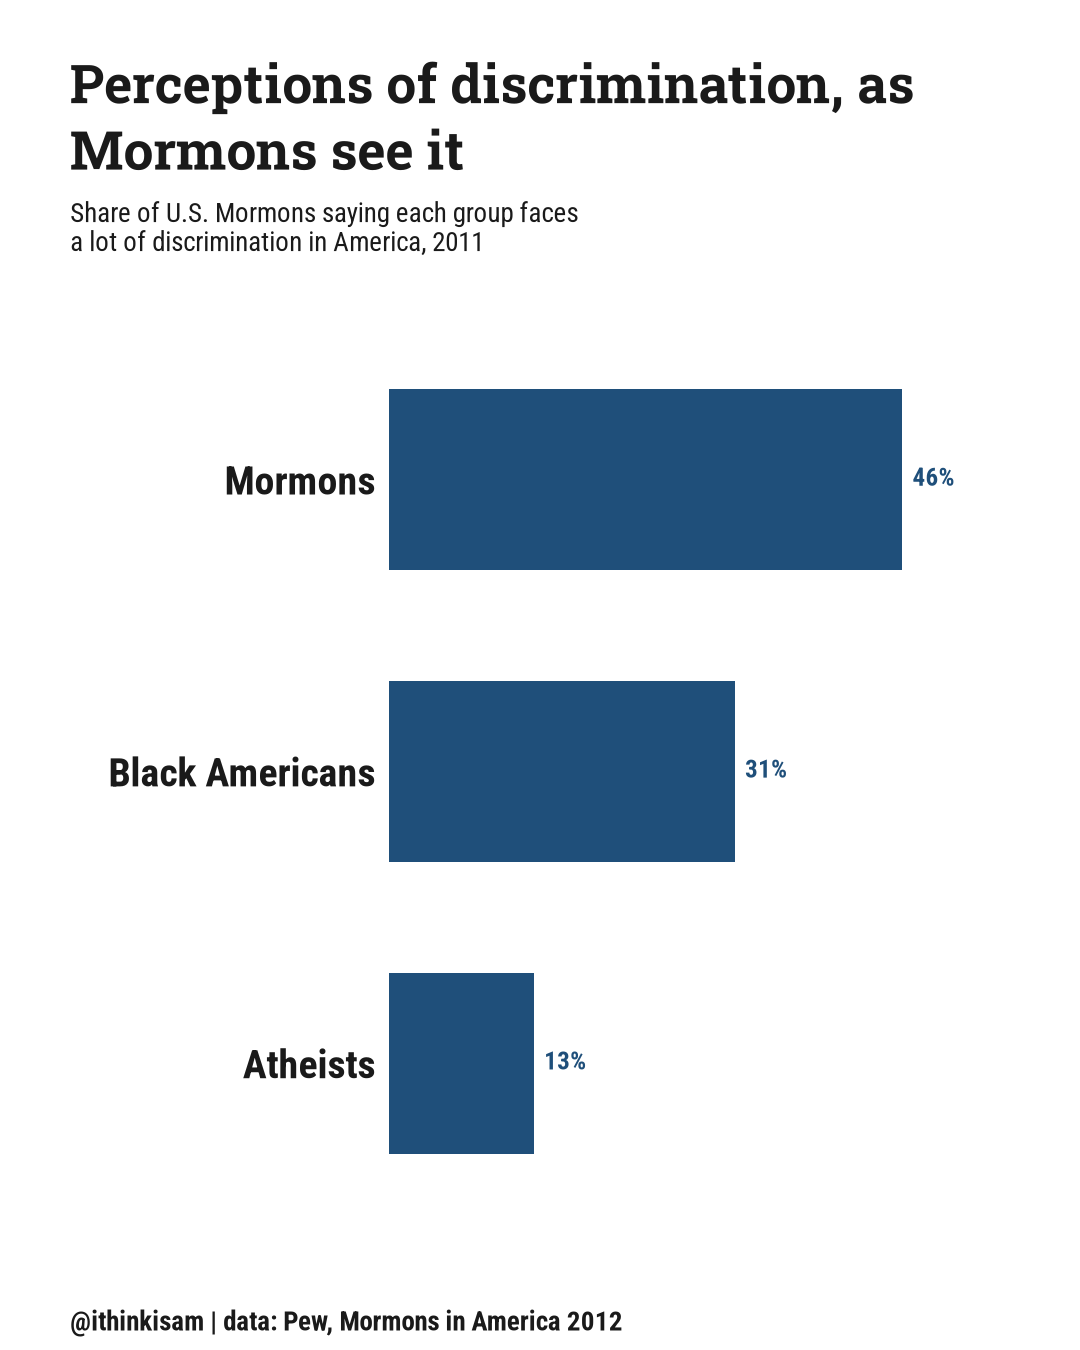 Perceptions of discrimination, as
Mormons see it
Share of U.S. Mormons saying each group faces
a lot of discrimination in America, 2011
Mormons
46%
Black Americans
31%
Atheists
13%
@ithinkisam | data: Pew, Mormons in America 2012